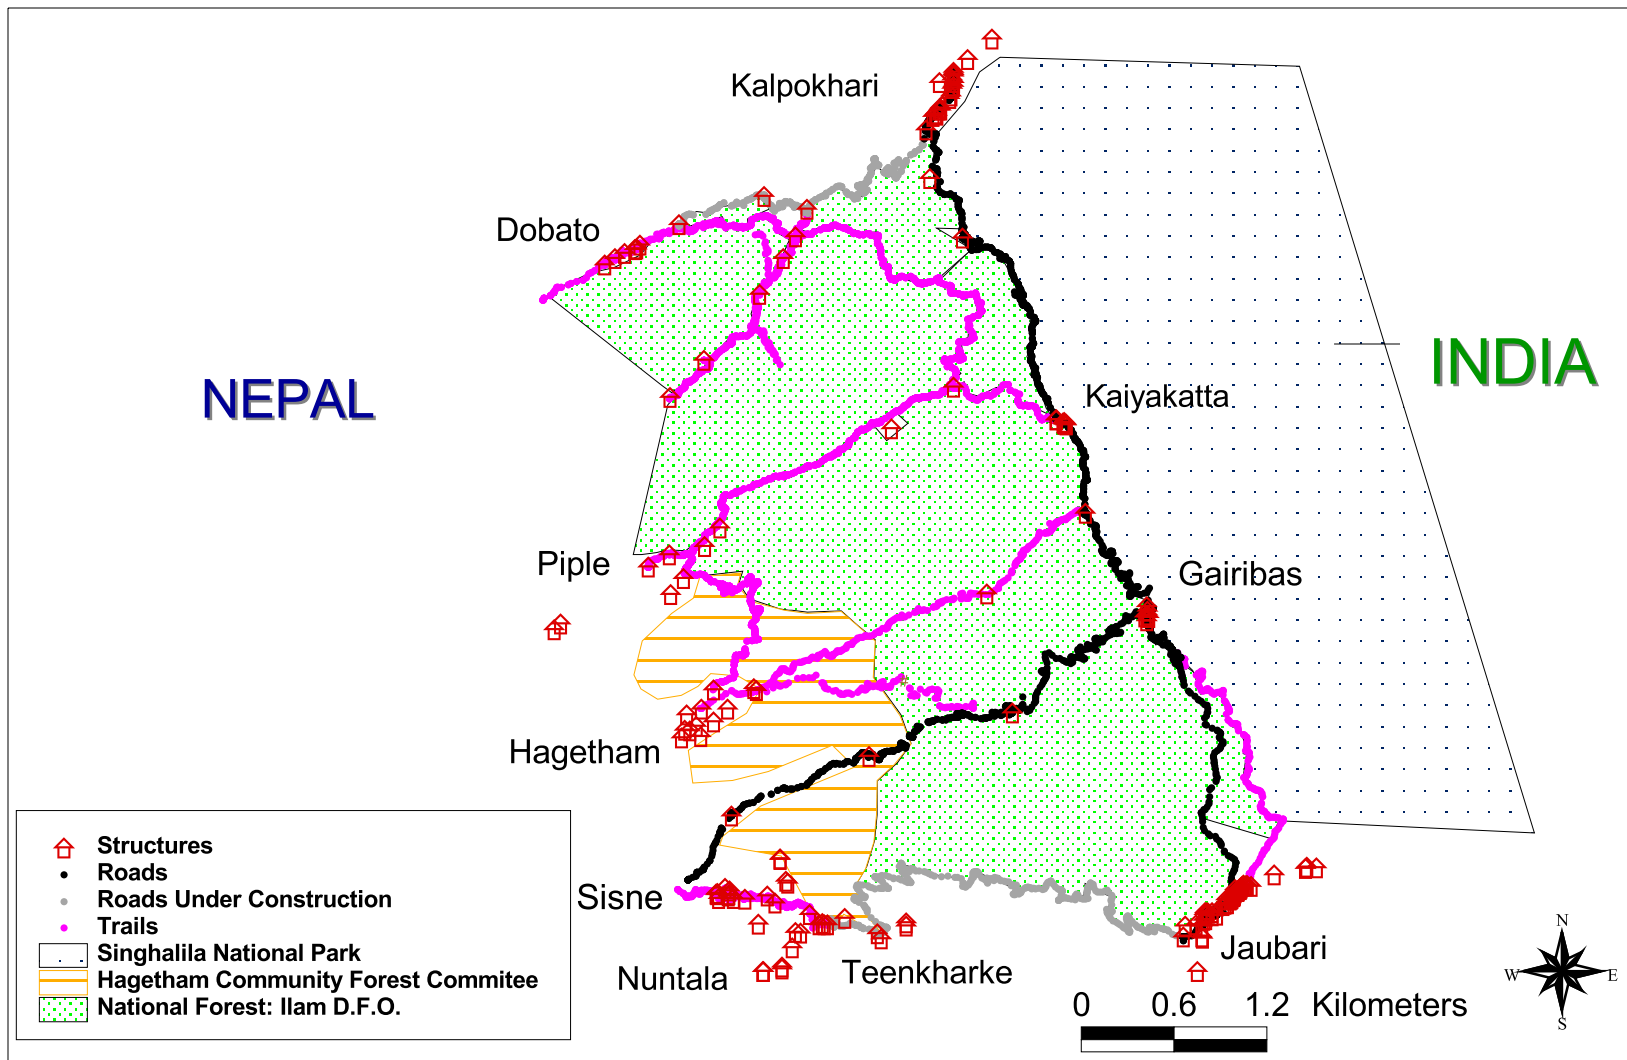 Kalpokhari
Dobato
INDIA
NEPAL
Kaiyakatta
Piple
Gairibas
Hagetham
Structures
Roads
Roads Under Construction
Trails
Singhalila National Park
Hagetham Community Forest Commitee
National Forest: Ilam D.F.O.
Sisne
Nuntala
Teenkharke
Jaubari
0 0.6 1.2 Kilometers
N
W E
S